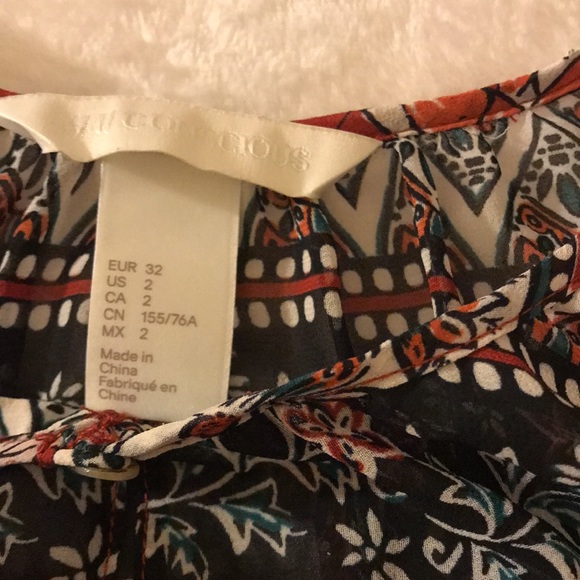 EUR 32
US 2
CA 2
CN 155/76A
MX 2
Made in
China
Fabriqué en
Chine